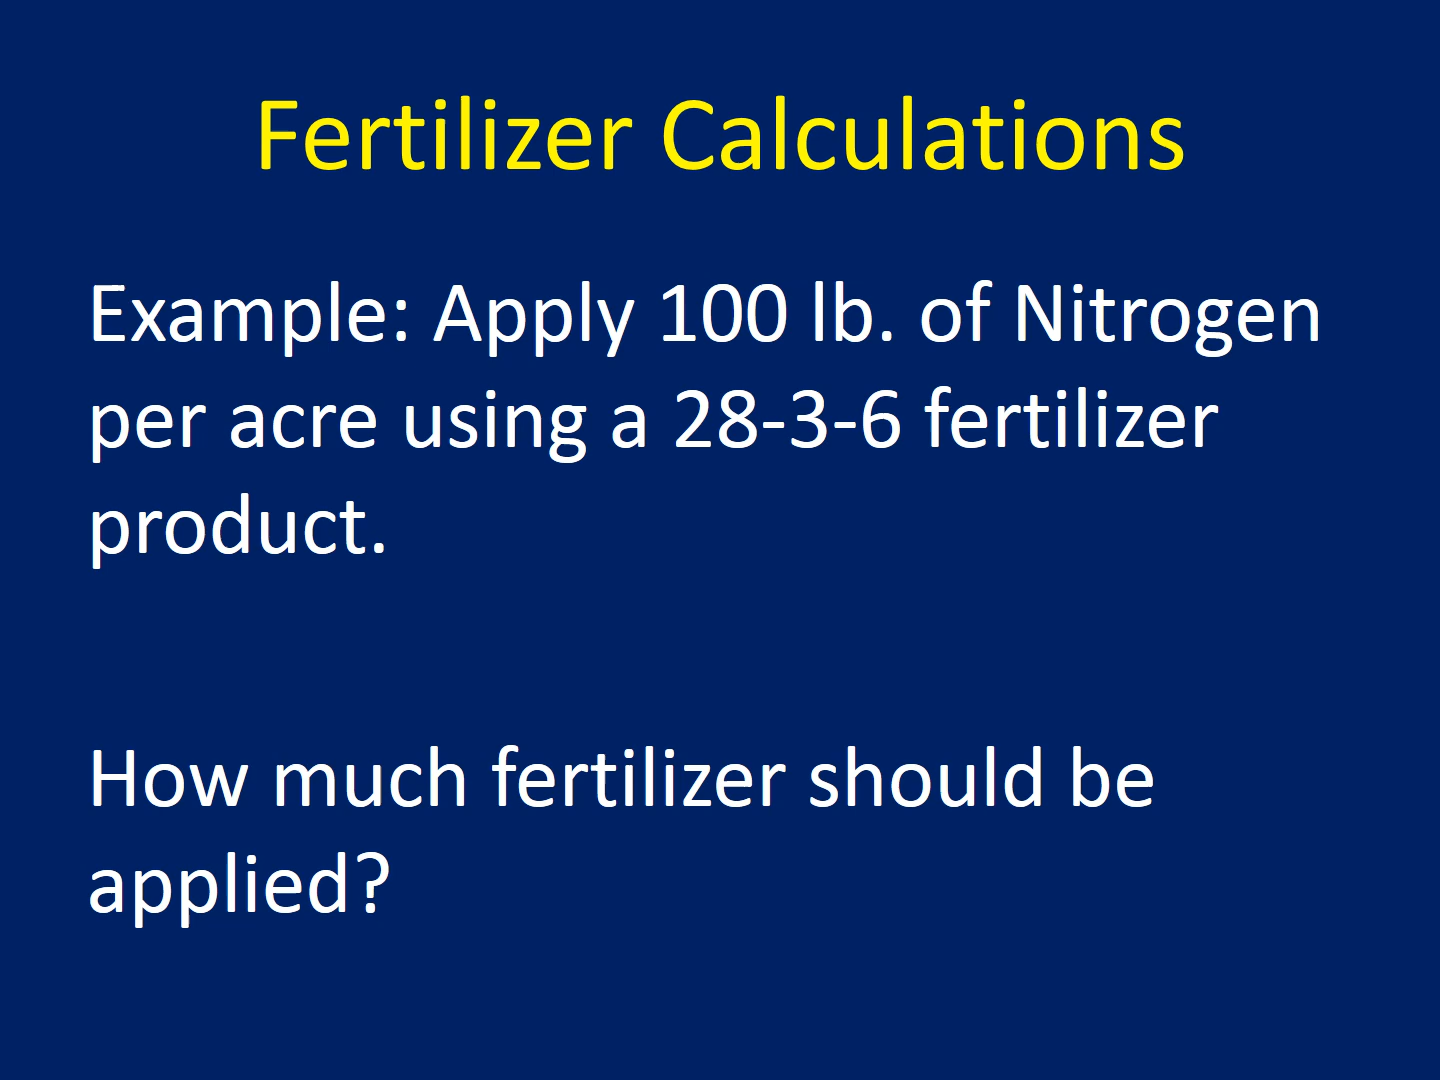 Fertilizer Calculations
Example: Apply 100 lb. of Nitrogen
per acre using a 28-3-6 fertilizer
product.
How much fertilizer should be
applied?